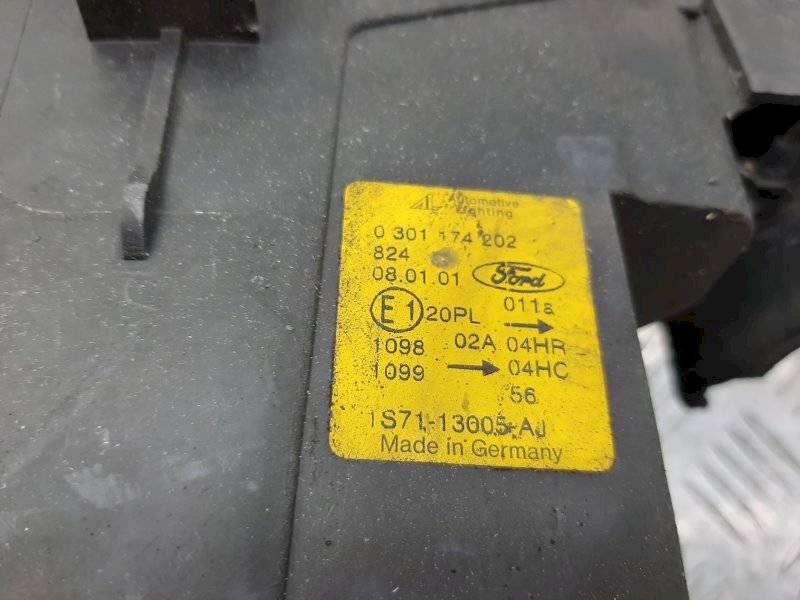 Automotive
Lighting
0 301 174 202
824
08.01.01 Ford
011a
E1 20PL
1098 02A 04HR
1099 04HC
56
1S71-13005-AJ
Made in Germany